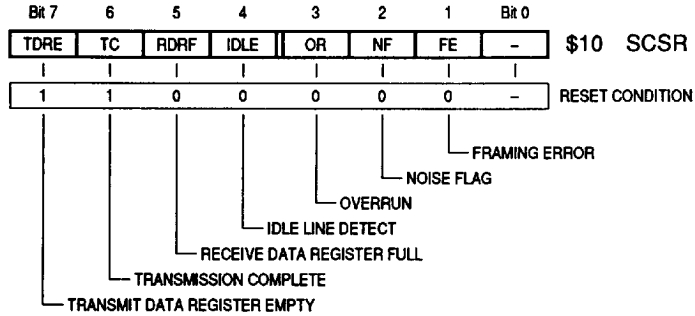 Bit 7 6 5 4 3 2 1 Bit 0
TDRE TC RDRF IDLE OR NF FE – $10 SCSR
1 1 0 0 0 0 0 – RESET CONDITION
FRAMING ERROR
NOISE FLAG
OVERRUN
IDLE LINE DETECT
RECEIVE DATA REGISTER FULL
TRANSMISSION COMPLETE
TRANSMIT DATA REGISTER EMPTY